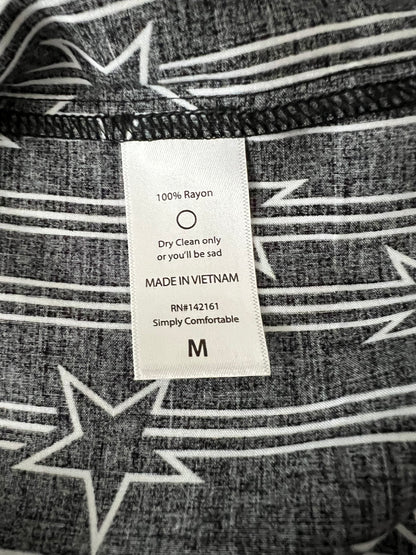 100% Rayon
Dry Clean only
or you'll be sad
MADE IN VIETNAM
RN#142161
Simply Comfortable
M